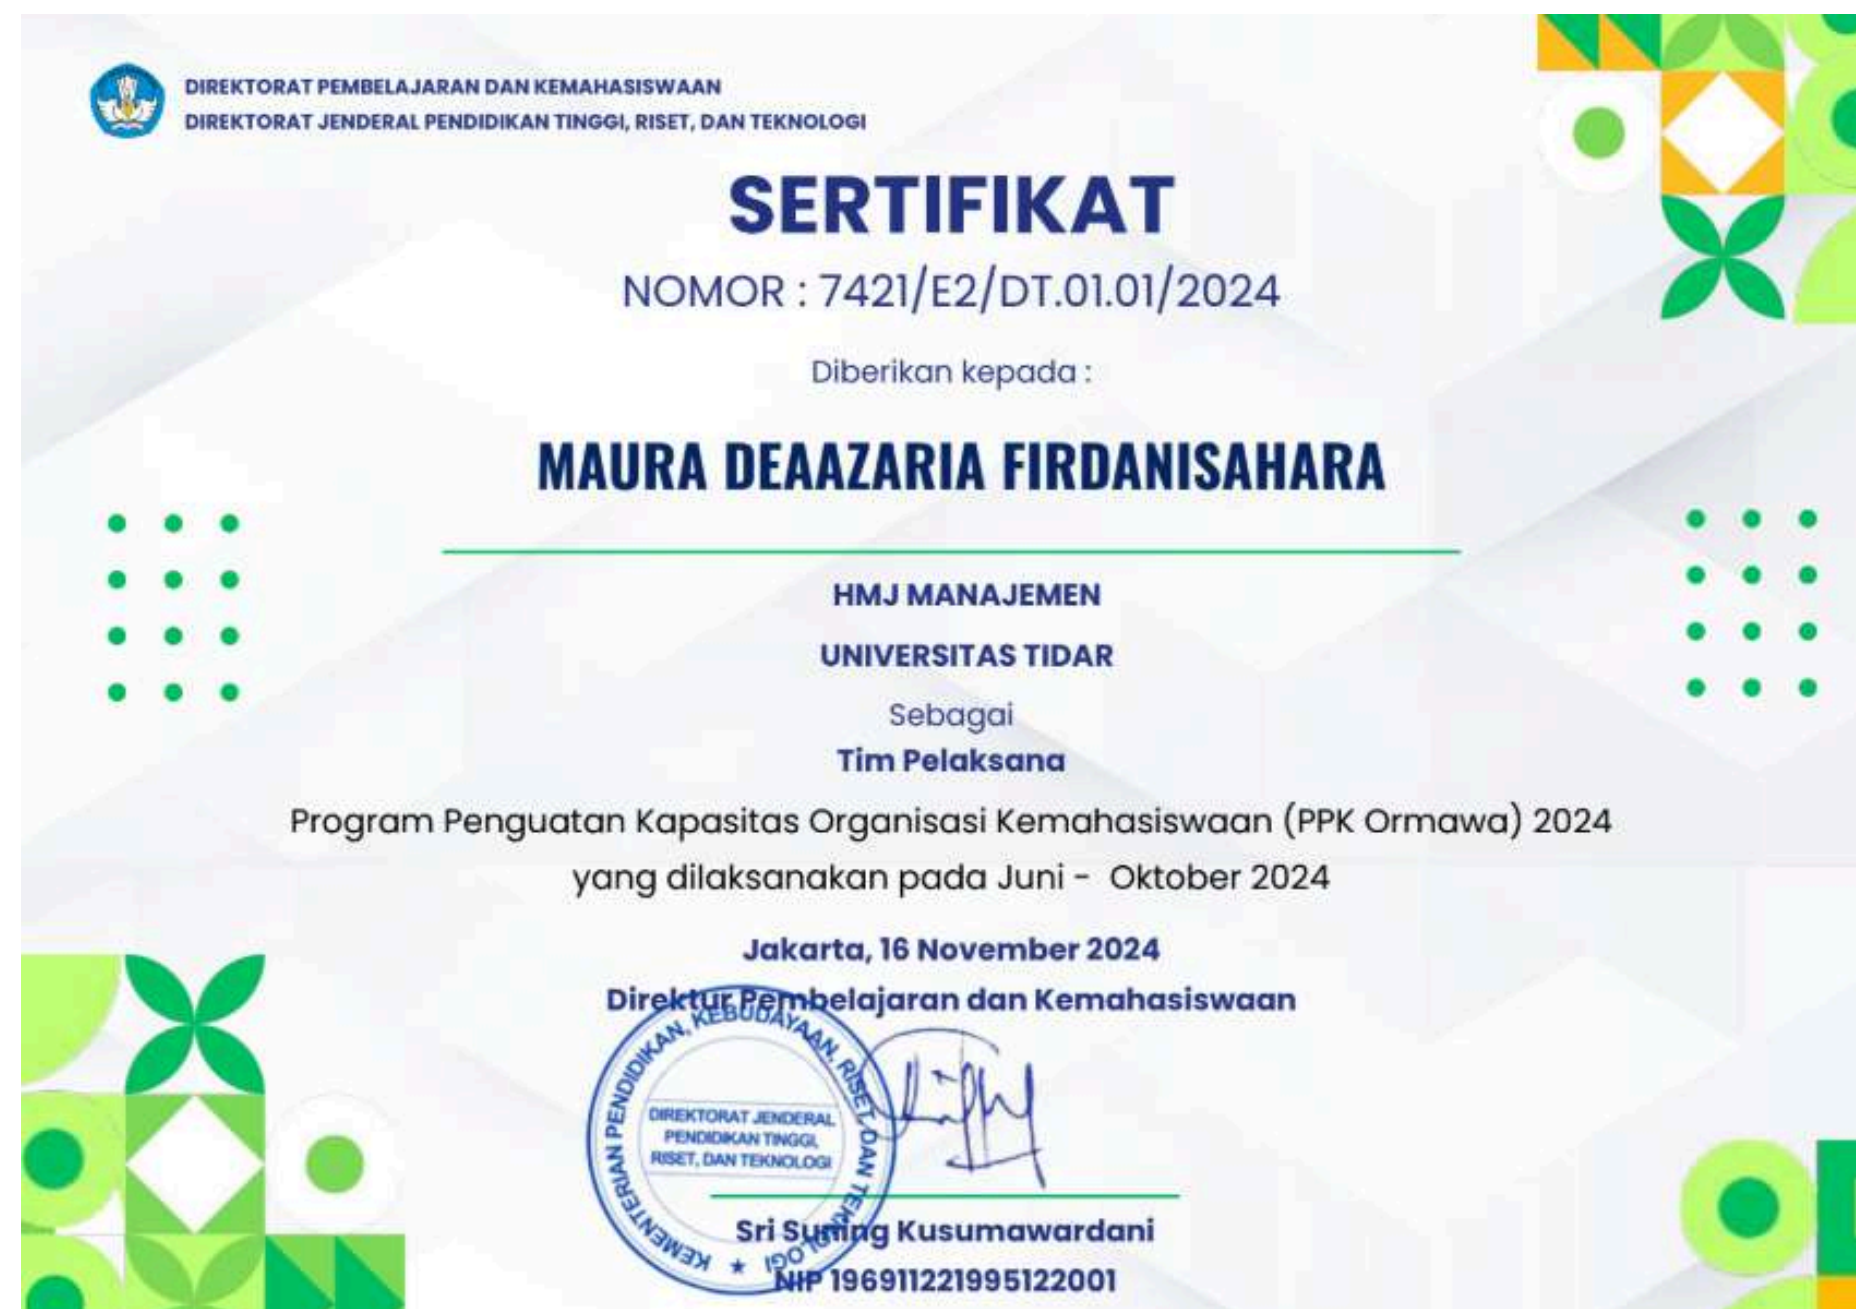 DIREKTORAT PEMBELAJARAN DAN KEMAHASISWAAN
DIREKTORAT JENDERAL PENDIDIKAN TINGGI, RISET, DAN TEKNOLOGI
SERTIFIKAT
NOMOR : 7421/E2/DT.01.01/2024
Diberikan kepada :
MAURA DEAAZARIA FIRDANISAHARA
HMJ MANAJEMEN
UNIVERSITAS TIDAR
Sebagai
Tim Pelaksana
Program Penguatan Kapasitas Organisasi Kemahasiswaan (PPK Ormawa) 2024
yang dilaksanakan pada Juni - Oktober 2024
Jakarta, 16 November 2024
Direktur Pembelajaran dan Kemahasiswaan
KEMENTERIAN PENDIDIKAN, KEBUDAYAAN, RISET, DAN TEKNOLOGI
DIREKTORAT JENDERAL
PENDIDIKAN TINGGI,
RISET, DAN TEKNOLOGI
Sri Suning Kusumawardani
NIP 196911221995122001